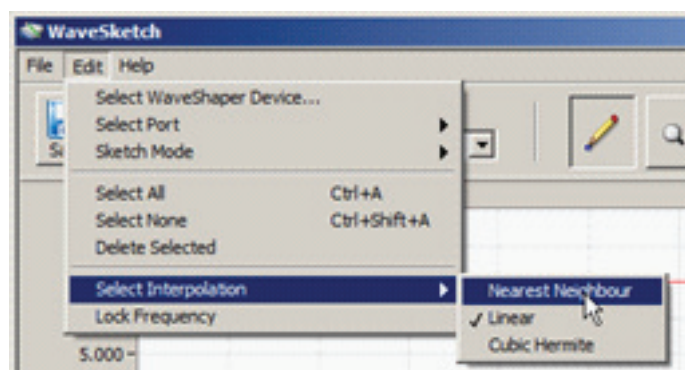 WaveSketch
File Edit Help
Select WaveShaper Device...
Select Port
Sketch Mode
Select All Ctrl+A
Select None Ctrl+Shift+A
Delete Selected
Select Interpolation
Nearest Neighbour
Lock Frequency
✓ Linear
Cubic Hermite
5.000